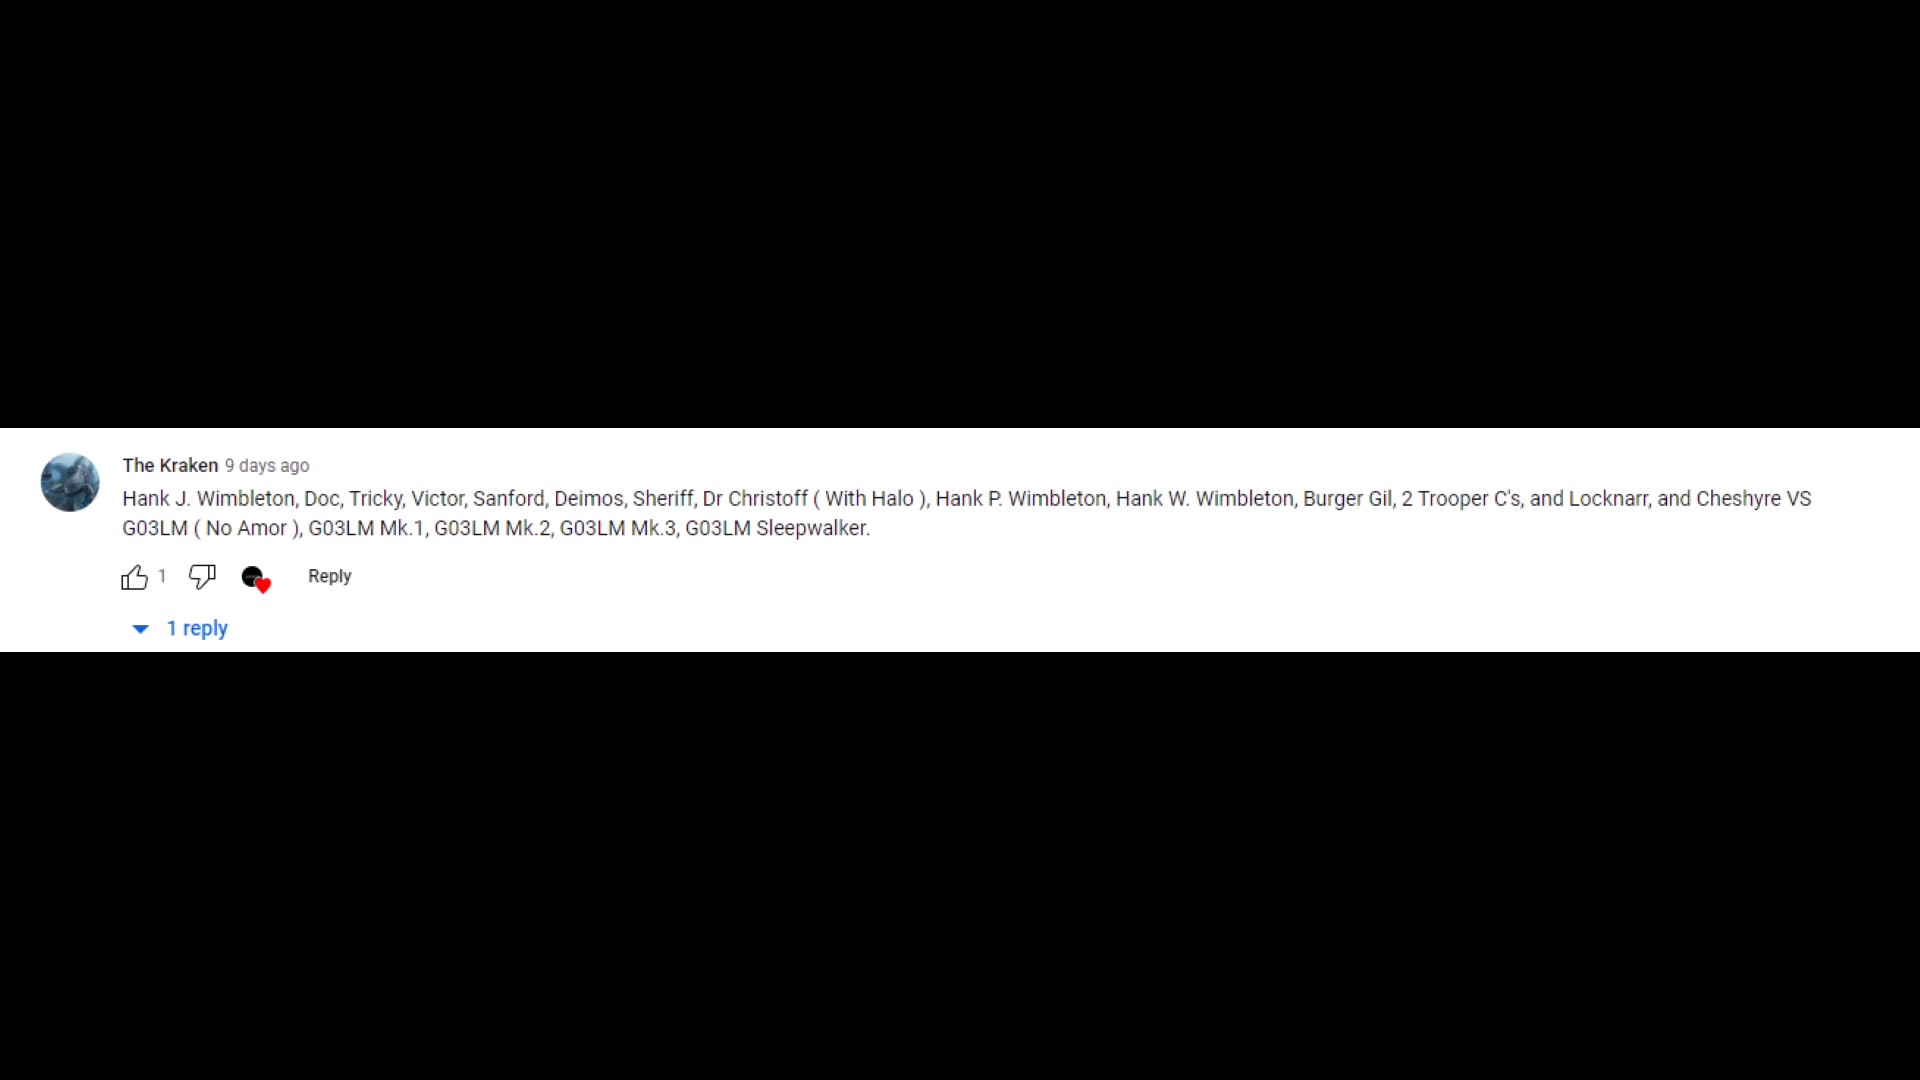 The Kraken 9 days ago
Hank J. Wimbleton, Doc, Tricky, Victor, Sanford, Deimos, Sheriff, Dr Christoff ( With Halo ), Hank P. Wimbleton, Hank W. Wimbleton, Burger Gil, 2 Trooper C's, and Locknarr, and Cheshyre VS
G03LM ( No Amor ), G03LM Mk.1, G03LM Mk.2, G03LM Mk.3, G03LM Sleepwalker.
1 Reply
1 reply